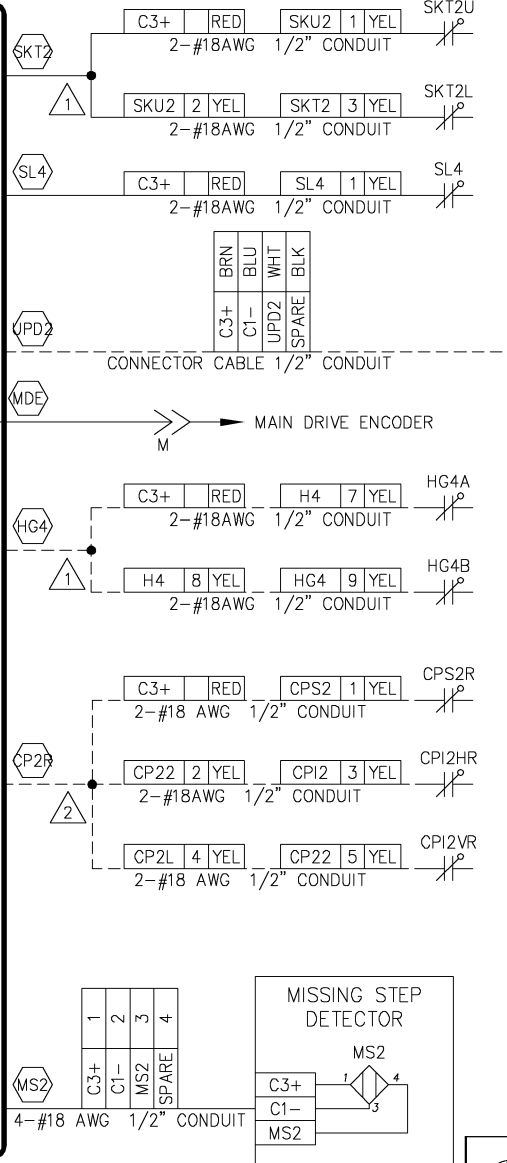 SKT2U
C3+ RED SKU2 1 YEL
2-#18AWG 1/2" CONDUIT
SKT2
1
SKT2L
SKU2 2 YEL SKT2 3 YEL
2-#18AWG 1/2" CONDUIT
SL4
SL4
C3+ RED SL4 1 YEL
2-#18AWG 1/2" CONDUIT
BRN BLU WHT BLK
C3+ C1- UPD2 SPARE
UPD2
CONNECTOR CABLE 1/2" CONDUIT
MDE
MAIN DRIVE ENCODER
M
HG4A
C3+ RED H4 7 YEL
2-#18AWG 1/2" CONDUIT
HG4
1
HG4B
H4 8 YEL HG4 9 YEL
2-#18AWG 1/2" CONDUIT
CPS2R
C3+ RED CPS2 1 YEL
2-#18 AWG 1/2" CONDUIT
CP2R
2
CPI2HR
CP22 2 YEL CPI2 3 YEL
2-#18AWG 1/2" CONDUIT
CPI2VR
CP2L 4 YEL CP22 5 YEL
2-#18 AWG 1/2" CONDUIT
MISSING STEP
DETECTOR
1 2 3 4
C3+ C1- MS2 SPARE
MS2
MS2
C3+ 1 4
C1- 3
MS2
4-#18 AWG 1/2" CONDUIT